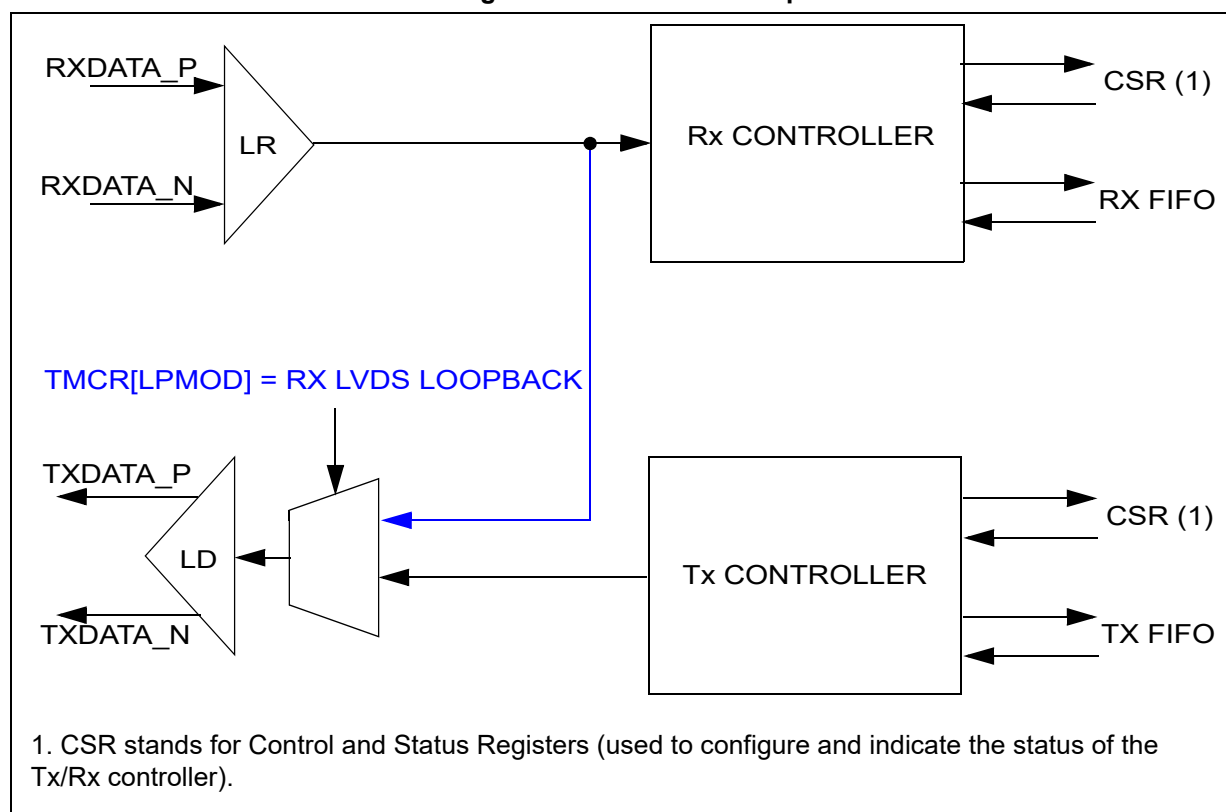 RXDATA_P
CSR (1)
LR
Rx CONTROLLER
RXDATA_N
RX FIFO
TMCR[LPMOD] = RX LVDS LOOPBACK
TXDATA_P
CSR (1)
LD
Tx CONTROLLER
TXDATA_N
TX FIFO
1. CSR stands for Control and Status Registers (used to configure and indicate the status of the
Tx/Rx controller).